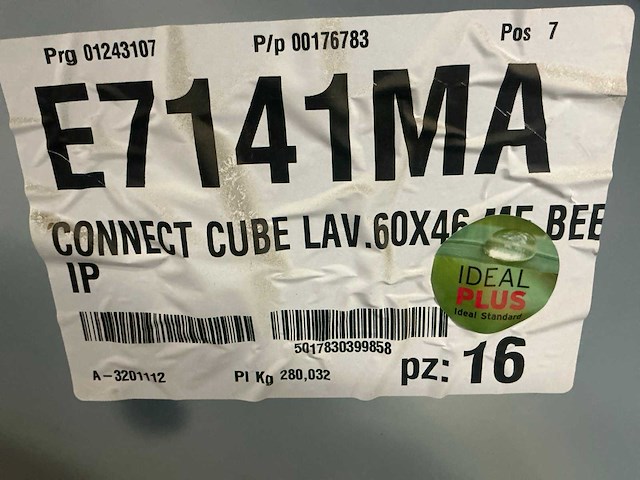 Prg 01243107 P/p 00176783 Pos 7
E7141MA
CONNECT CUBE LAV.60X46 BEE
IP
IDEAL
PLUS
Ideal Standard
5017830399858
A-3201112 Pl Kg 280,032 pz: 16